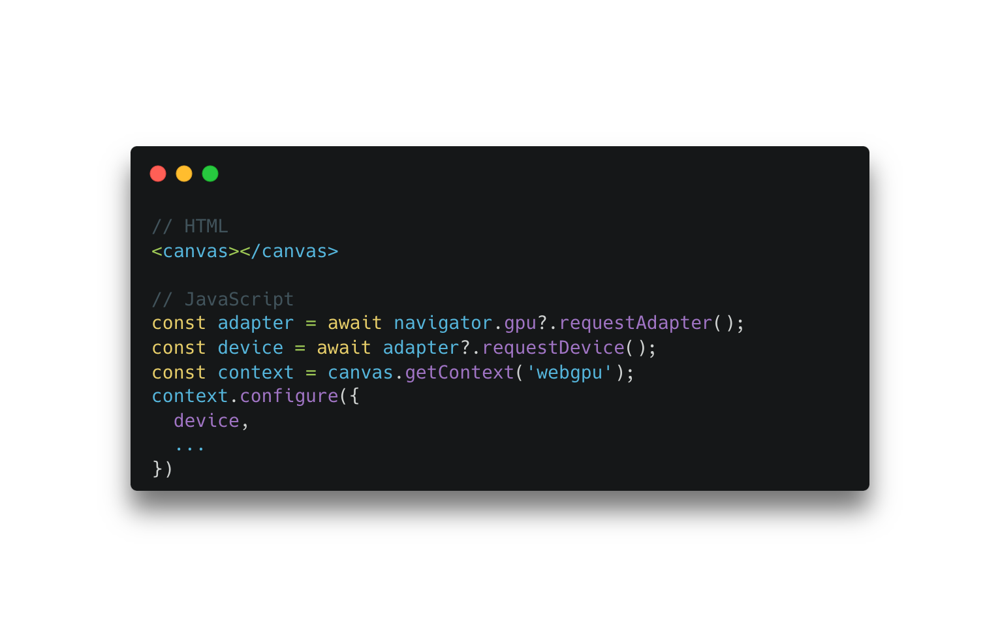 // HTML
<canvas></canvas>
// JavaScript
const adapter = await navigator.gpu?.requestAdapter();
const device = await adapter?.requestDevice();
const context = canvas.getContext('webgpu');
context.configure({
  device,
  ...
})